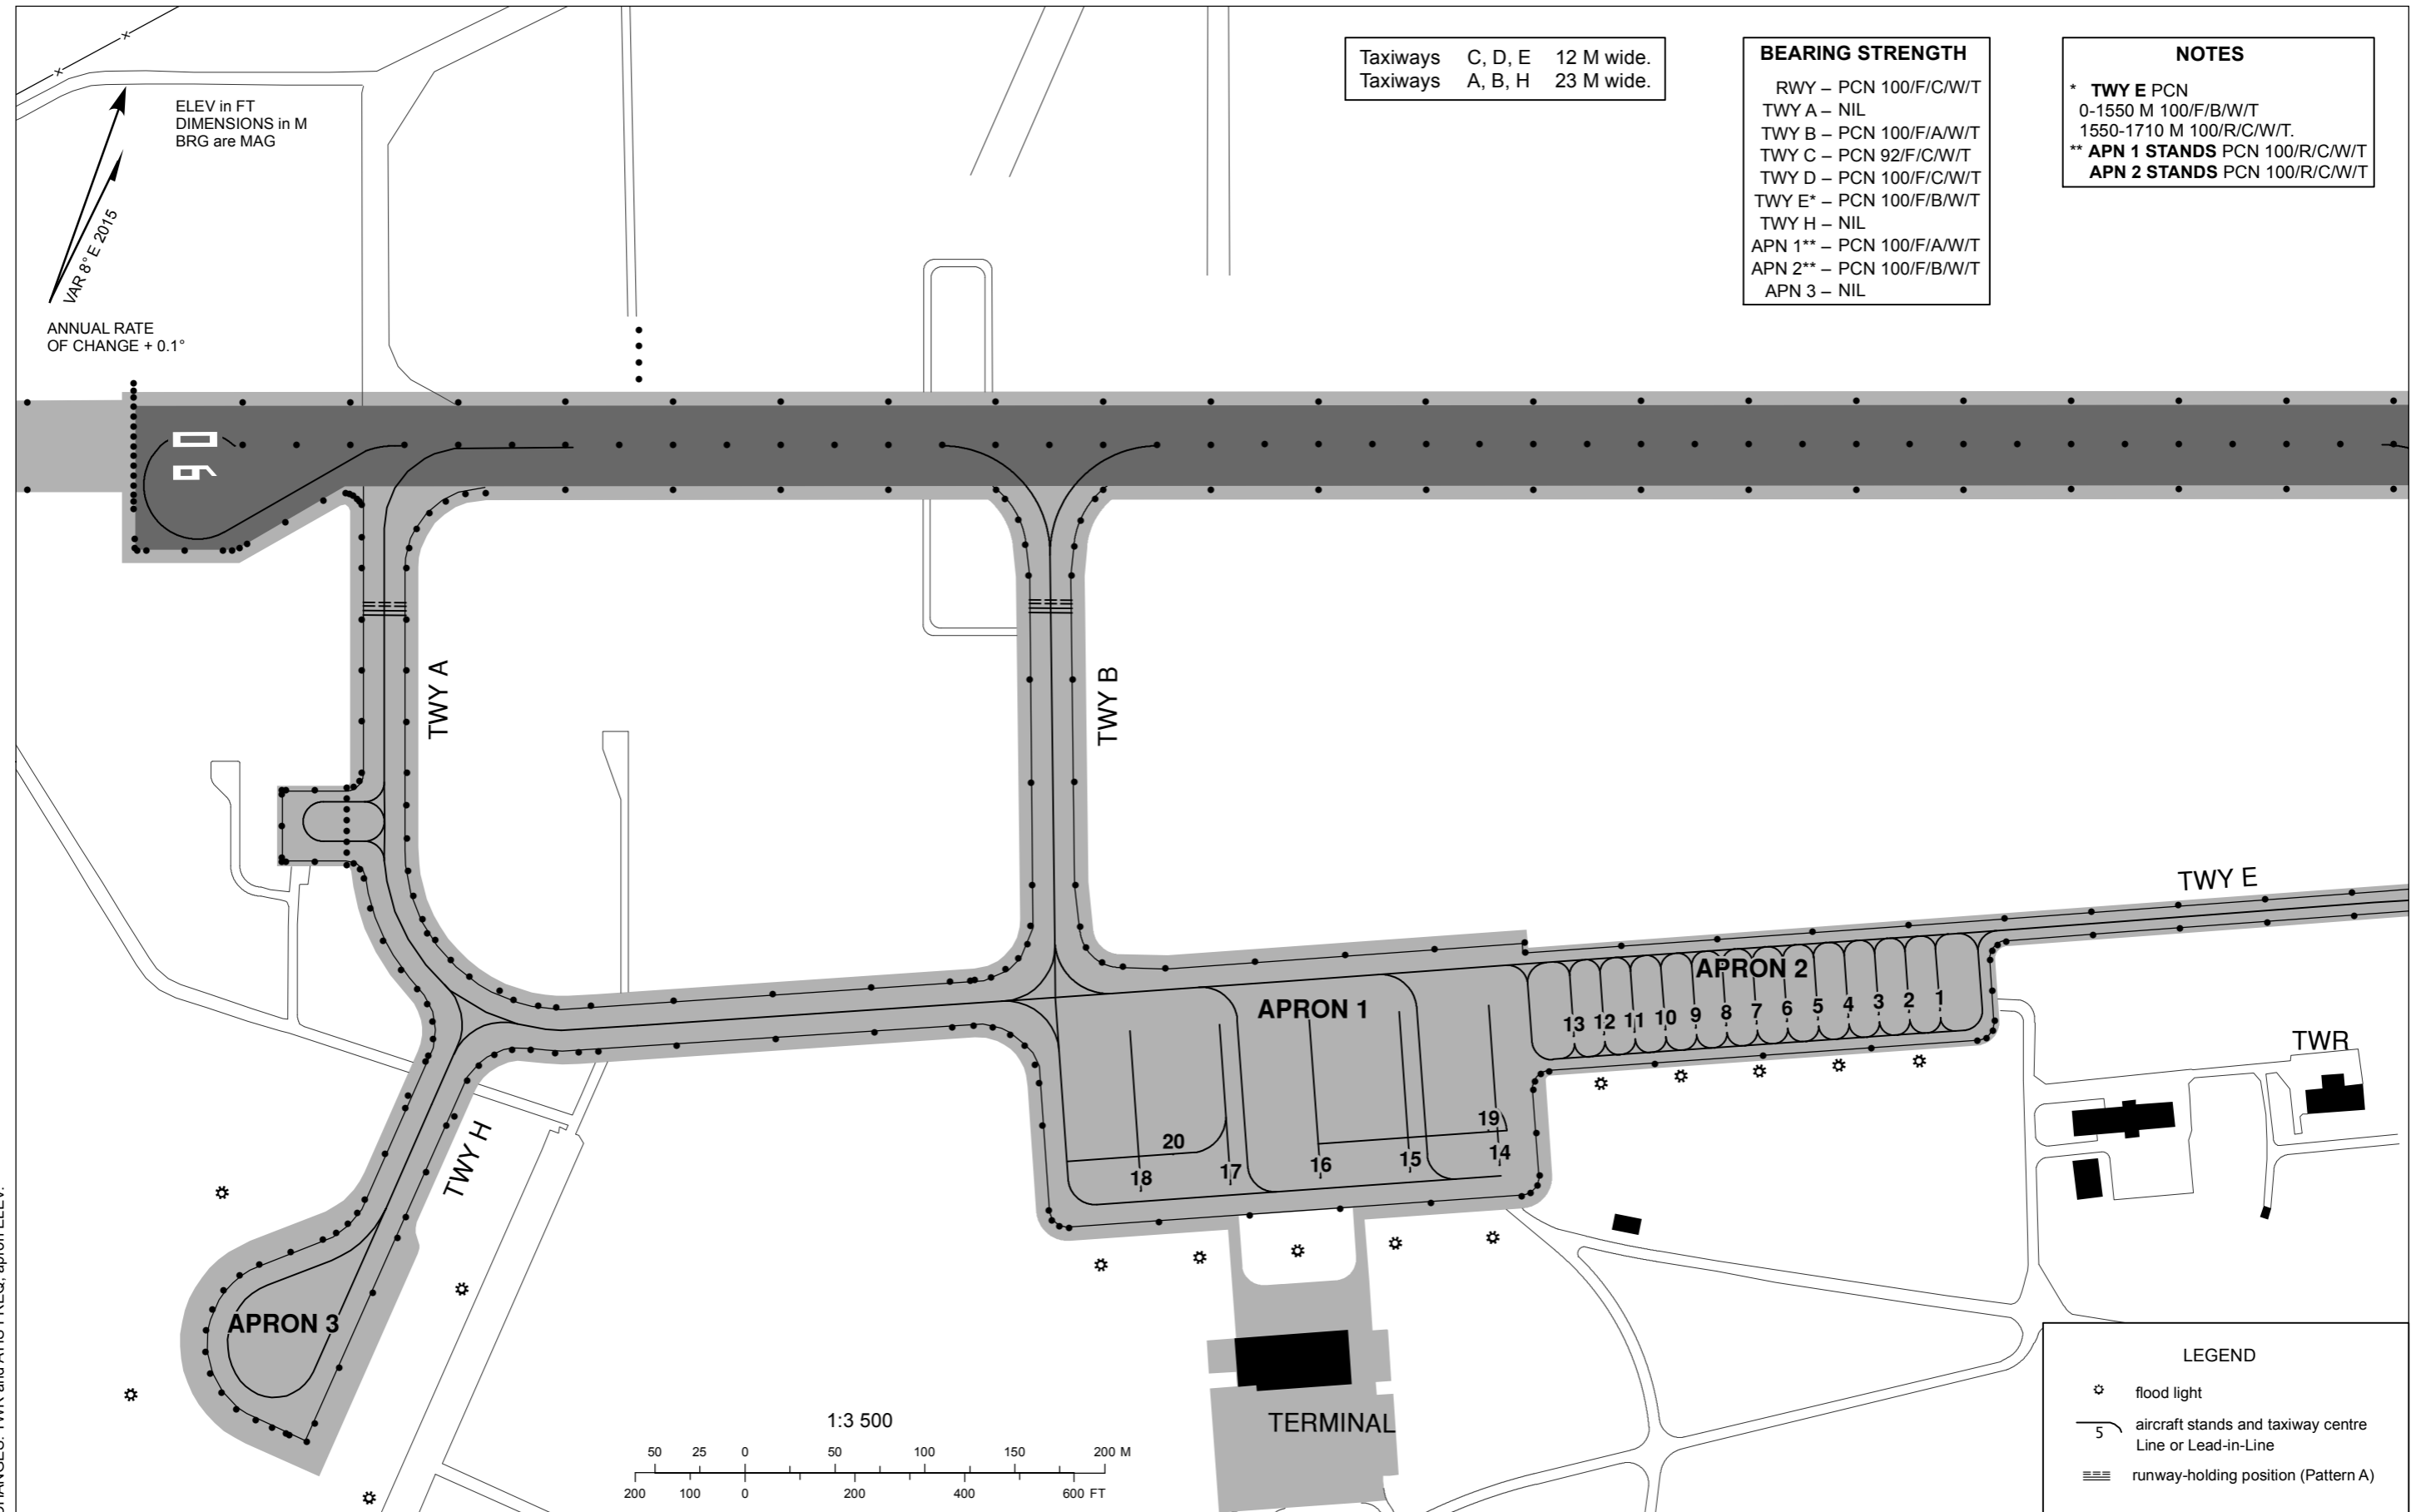 Taxiways C, D, E 12 M wide.
Taxiways A, B, H 23 M wide.
BEARING STRENGTH
RWY – PCN 100/F/C/W/T
TWY A – NIL
TWY B – PCN 100/F/A/W/T
TWY C – PCN 92/F/C/W/T
TWY D – PCN 100/F/C/W/T
TWY E* – PCN 100/F/B/W/T
TWY H – NIL
APN 1** – PCN 100/F/A/W/T
APN 2** – PCN 100/F/B/W/T
APN 3 – NIL
NOTES
* TWY E PCN
0-1550 M 100/F/B/W/T
1550-1710 M 100/R/C/W/T.
** APN 1 STANDS PCN 100/R/C/W/T
APN 2 STANDS PCN 100/R/C/W/T
ELEV in FT
DIMENSIONS in M
BRG are MAG
VAR 8° E 2015
ANNUAL RATE
OF CHANGE + 0.1°
06
TWY A
TWY B
TWY E
APRON 2
APRON 1
13 12 11 10 9 8 7 6 5 4 3 2 1
TWR
19
20
18 17 16 15 14
TWY H
APRON 3
TERMINAL
1:3 500
50 25 0 50 100 150 200 M
200 100 0 200 400 600 FT
LEGEND
flood light
5
aircraft stands and taxiway centre
Line or Lead-in-Line
runway-holding position (Pattern A)